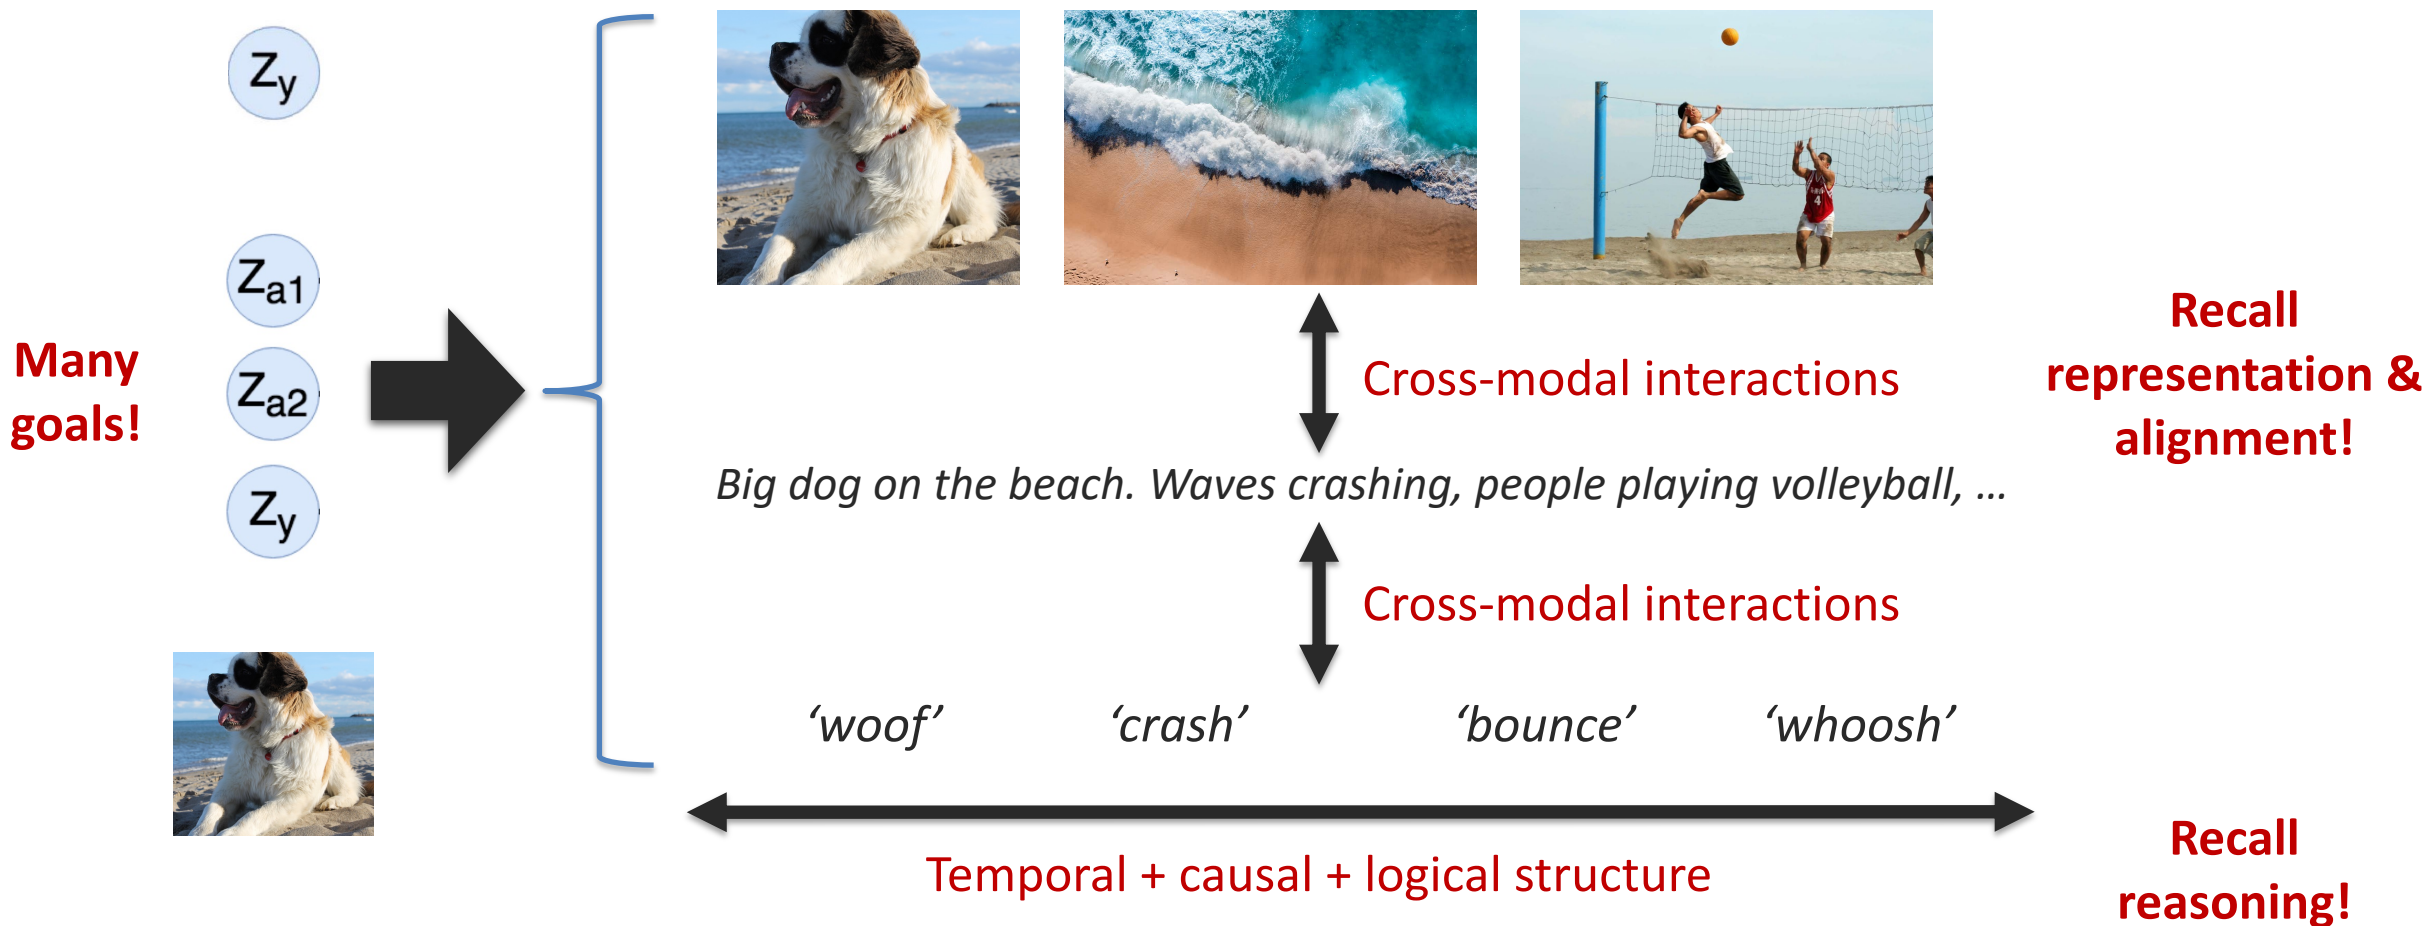 Zy
Za1
Za2
Zy
Many
goals!
Cross-modal interactions
Big dog on the beach. Waves crashing, people playing volleyball, ...
Cross-modal interactions
‘woof’ ‘crash’ ‘bounce’ ‘whoosh’
Temporal + causal + logical structure
Recall
representation &
alignment!
Recall
reasoning!
4